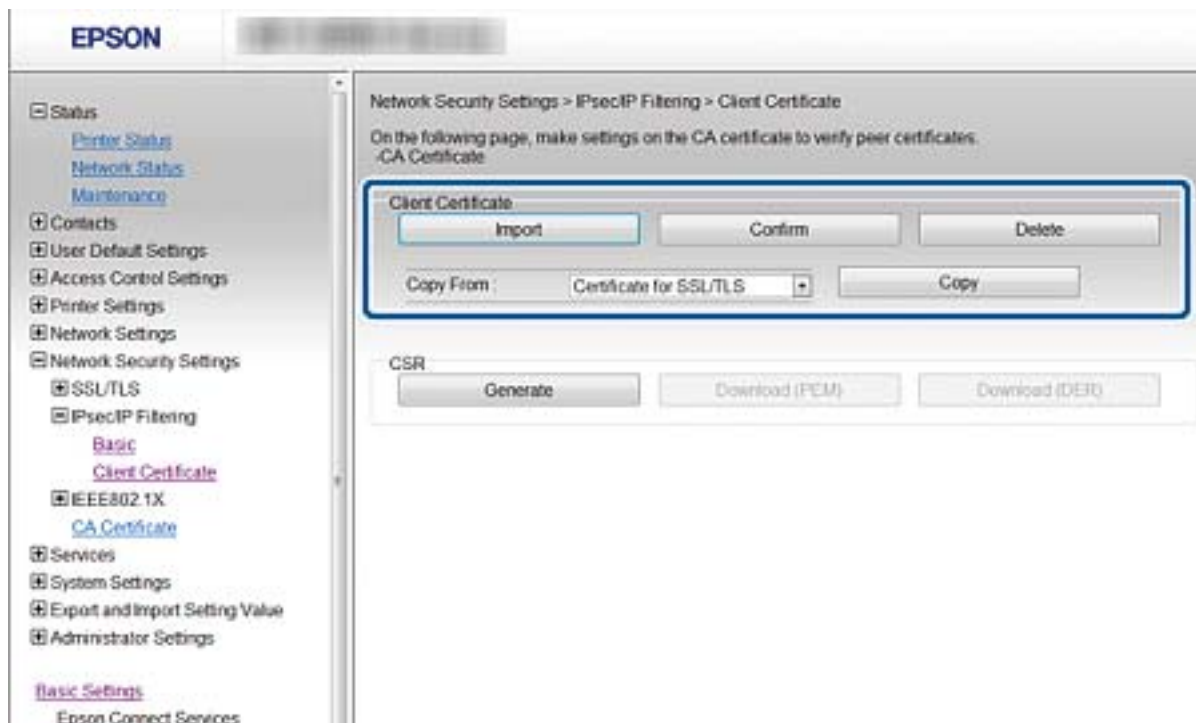 EPSON
Status
Printer Status
Network Status
Maintenance
Contacts
User Default Settings
Access Control Settings
Printer Settings
Network Settings
Network Security Settings
SSL/TLS
IPsec/IP Filtering
Basic
Client Certificate
IEEE802.1X
CA Certificate
Services
System Settings
Export and Import Setting Value
Administrator Settings
Basic Settings
Epson Connect Services
Network Security Settings > IPsec/IP Filtering > Client Certificate
On the following page, make settings on the CA certificate to verify peer certificates.
-CA Certificate
Client Certificate
Import Confirm Delete
Copy From : Certificate for SSL/TLS Copy
CSR
Generate Download (PEM) Download (DER)